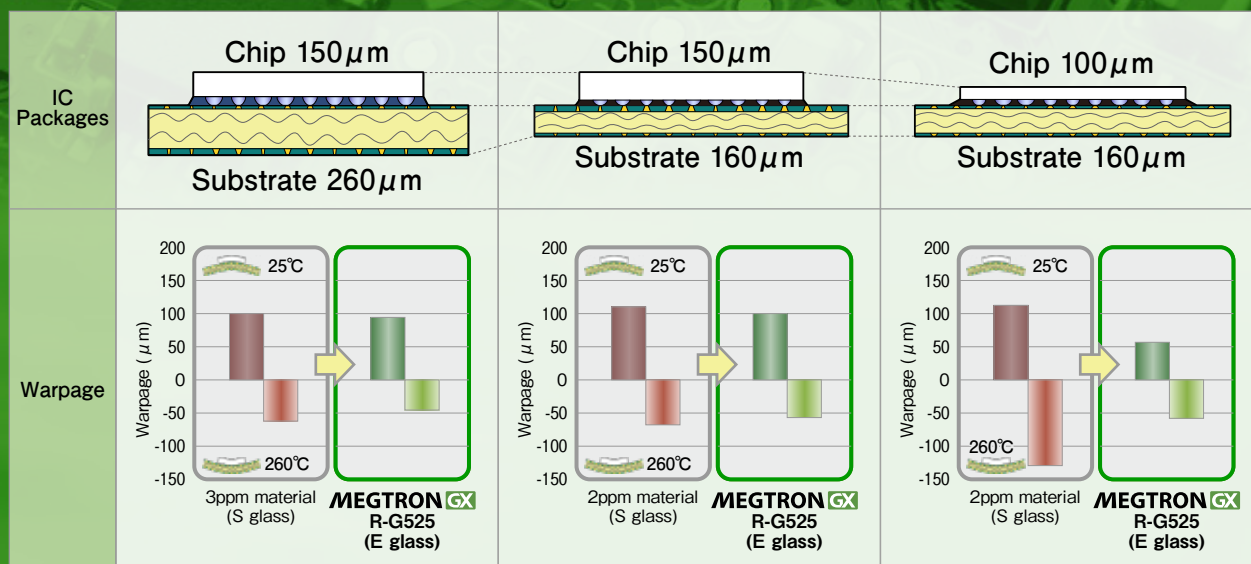 IC
Packages
Chip 150μm
Substrate 260μm
Chip 150μm
Substrate 160μm
Chip 100μm
Substrate 160μm
Warpage
Warpage (μm)
200
150
100
50
0
-50
-100
-150
25℃
260℃
3ppm material
(S glass)
MEGTRON GX
R-G525
(E glass)
Warpage (μm)
200
150
100
50
0
-50
-100
-150
25℃
260℃
2ppm material
(S glass)
MEGTRON GX
R-G525
(E glass)
Warpage (μm)
200
150
100
50
0
-50
-100
-150
25℃
260℃
2ppm material
(S glass)
MEGTRON GX
R-G525
(E glass)